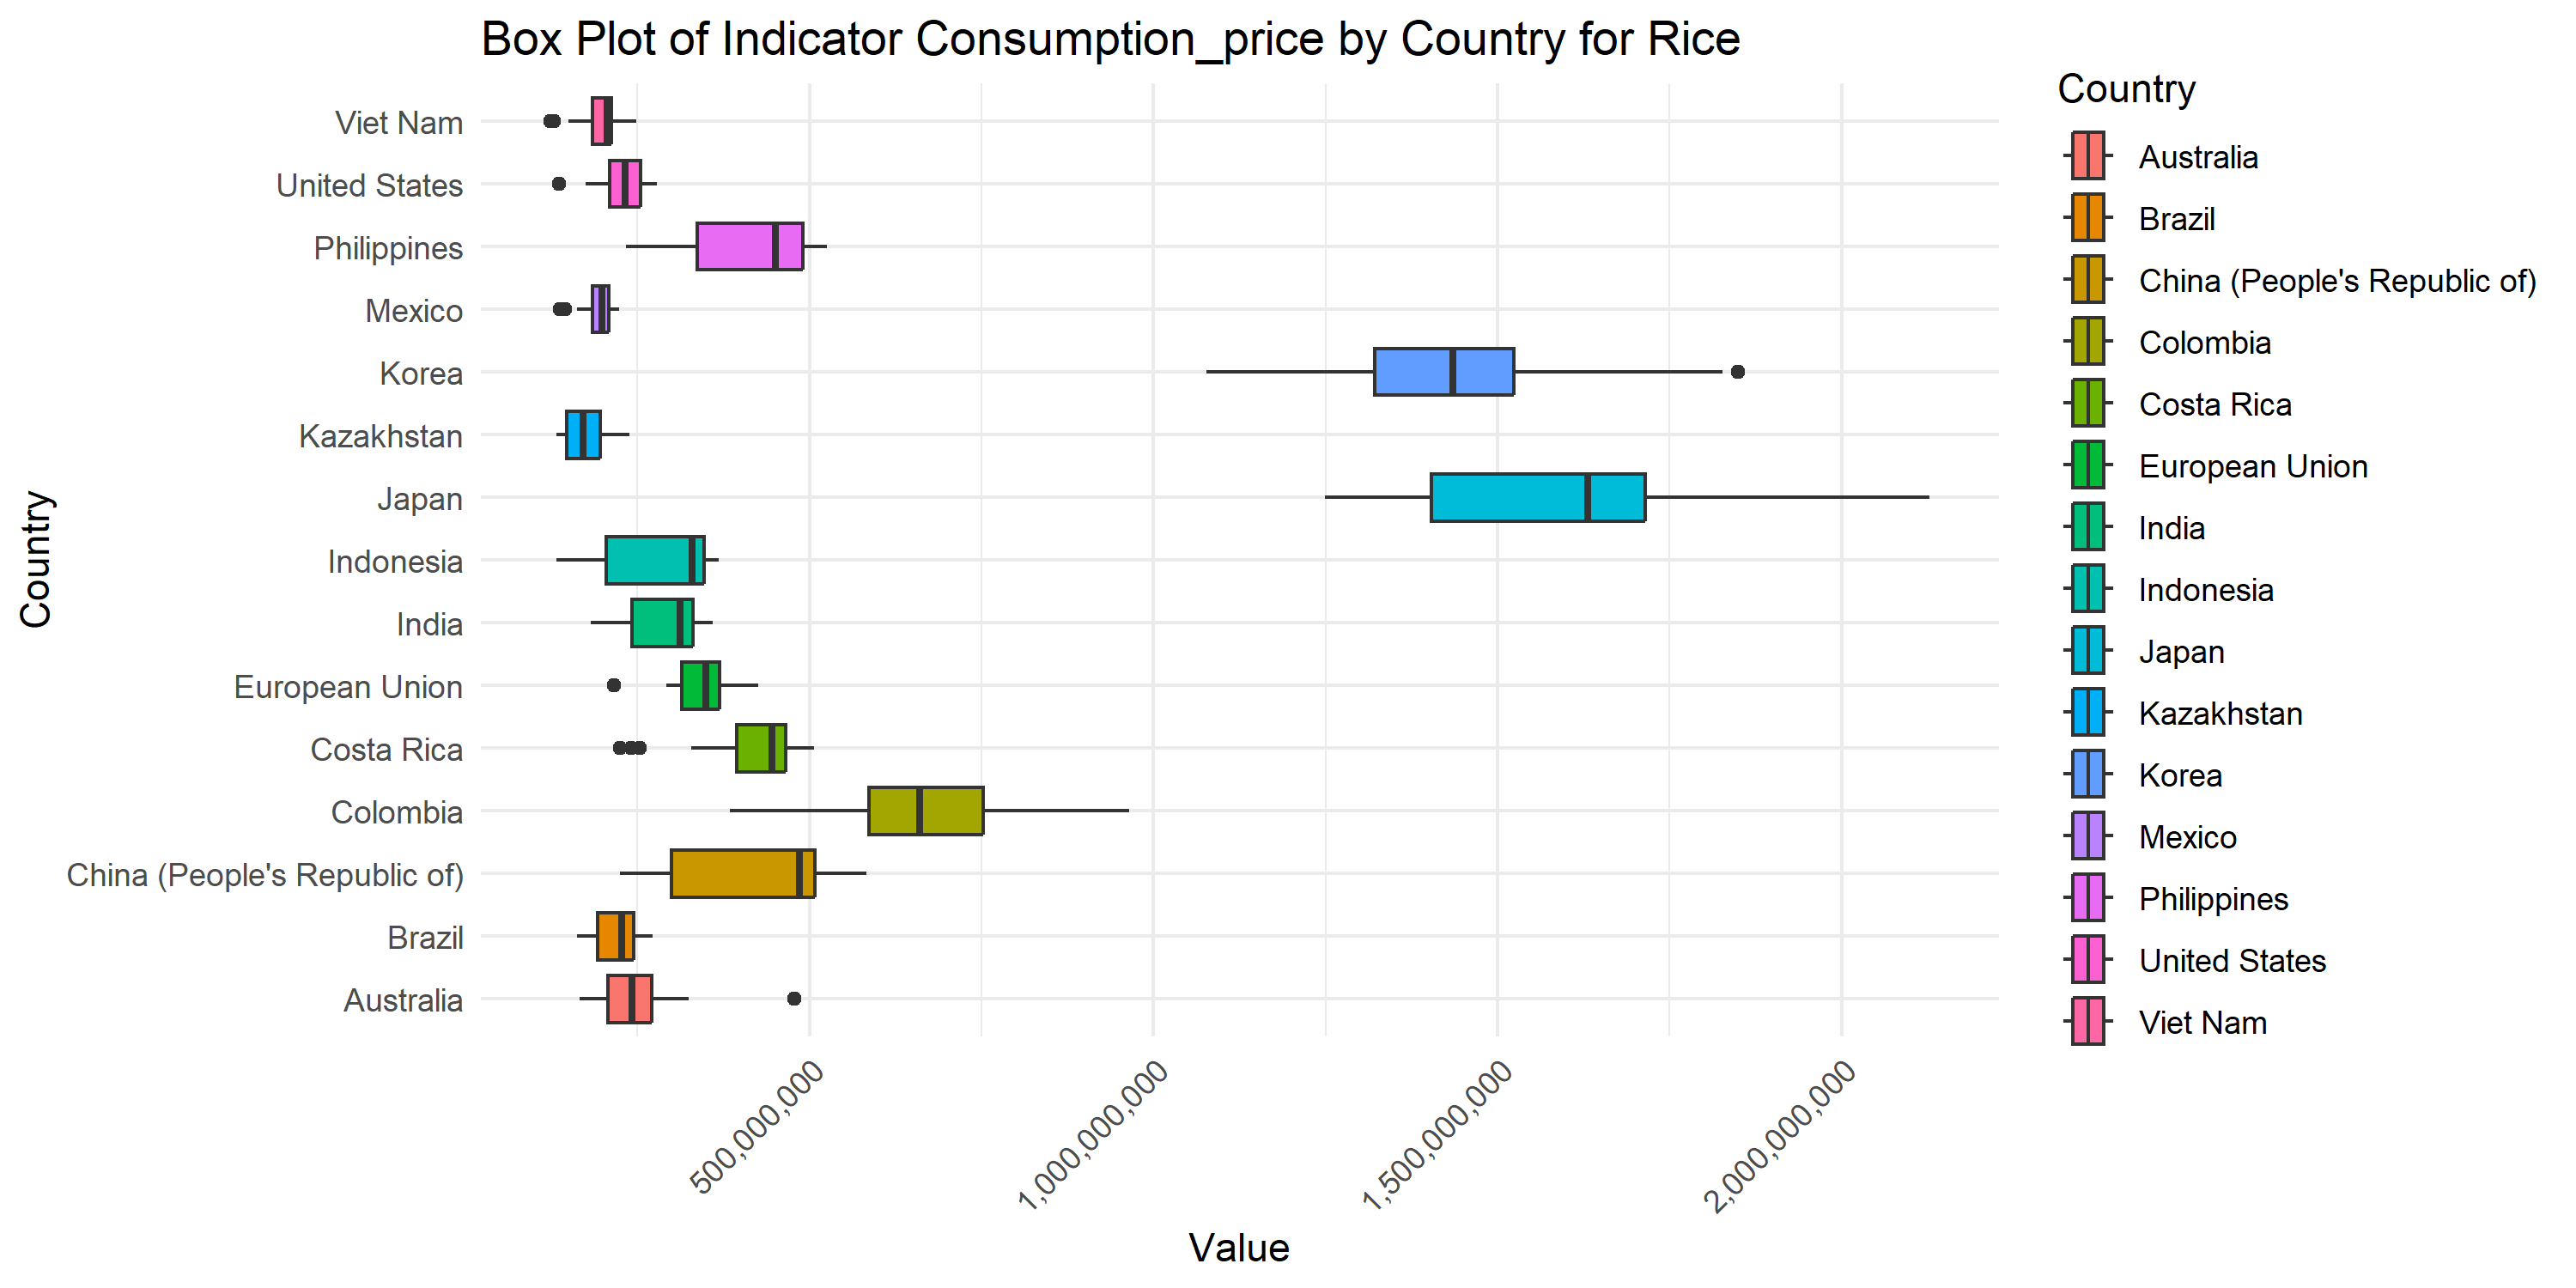 Box Plot of Indicator Consumption_price by Country for Rice
Country
Viet Nam
United States
Philippines
Mexico
Korea
Kazakhstan
Japan
Indonesia
India
European Union
Costa Rica
Colombia
China (People's Republic of)
Brazil
Australia
500,000,000
1,000,000,000
1,500,000,000
2,000,000,000
Value
Country
Australia
Brazil
China (People's Republic of)
Colombia
Costa Rica
European Union
India
Indonesia
Japan
Kazakhstan
Korea
Mexico
Philippines
United States
Viet Nam